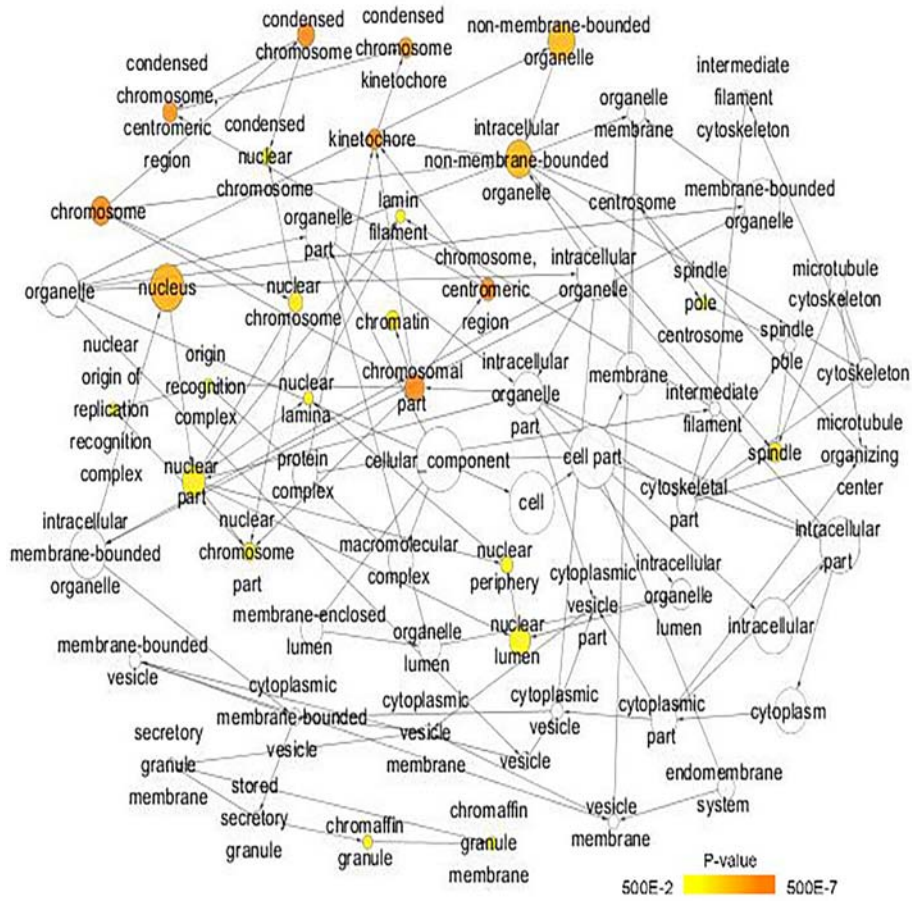 condensed
chromosome
condensed
chromosome
kinetochore
non-membrane-bounded
organelle
condensed
chromosome,
centromeric
region
intermediate
filament
cytoskeleton
organelle
membrane
condensed
nuclear
chromosome
kinetochore
intracellular
non-membrane-bounded
organelle
membrane-bounded
organelle
chromosome
lamin
filament
centrosome
organelle
part
chromosome,
centromeric
region
intracellular
organelle
spindle
pole
centrosome
microtubule
cytoskeleton
organelle
nucleus
nuclear
chromosome
chromatin
spindle
pole
nuclear
origin of
replication
recognition
complex
origin
recognition
complex
nuclear
lamina
chromosomal
part
intracellular
organelle
part
membrane
intermediate
filament
cytoskeleton
microtubule
organizing
center
nuclear
part
protein
complex
cellular component
cell part
spindle
cell
cytoskeletal
part
intracellular
membrane-bounded
organelle
nuclear
chromosome
part
macromolecular
complex
nuclear
periphery
intracellular
part
cytoplasmic
vesicle
part
intracellular
organelle
lumen
membrane-enclosed
lumen
organelle
lumen
nuclear
lumen
intracellular
membrane-bounded
vesicle
cytoplasmic
membrane-bounded
vesicle
cytoplasmic
vesicle
membrane
cytoplasmic
vesicle
cytoplasmic
part
cytoplasm
secretory
granule
membrane
stored
secretory
granule
vesicle
endomembrane
system
chromaffin
granule
chromaffin
granule
membrane
vesicle
membrane
P-value
500E-2 500E-7